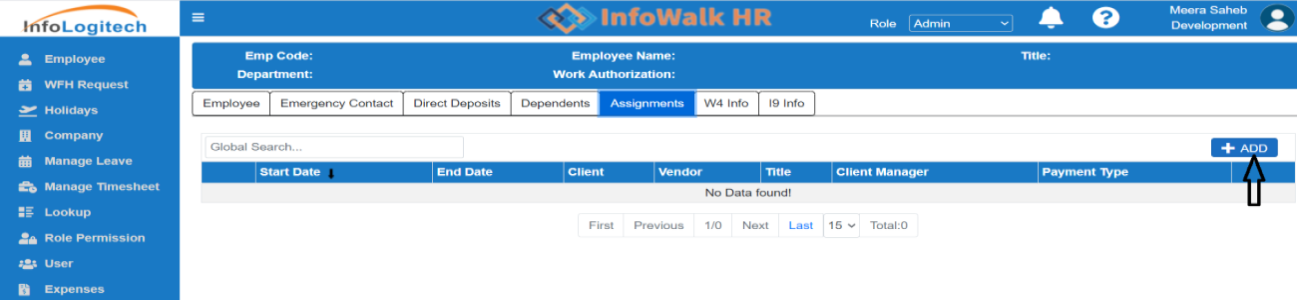 InfoLogitech
InfoWalk HR
Role Admin
?
Meera Saheb
Development
Employee
WFH Request
Holidays
Company
Manage Leave
Manage Timesheet
Lookup
Role Permission
User
Expenses
Emp Code: Employee Name: Title:
Department: Work Authorization:
Employee Emergency Contact Direct Deposits Dependents Assignments W4 Info I9 Info
Global Search...
+ ADD
Start Date End Date Client Vendor Title Client Manager Payment Type
No Data found!
First Previous 1/0 Next Last 15 Total:0